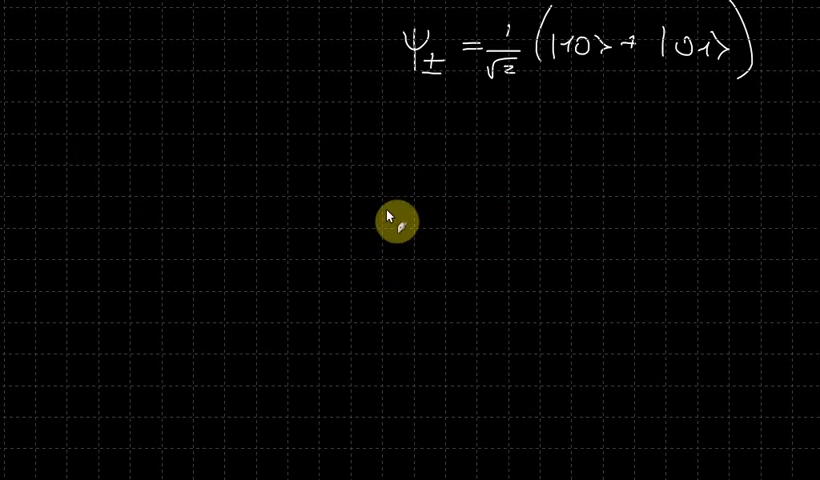 Ψ± = 1/√2 (|10> + |01>)